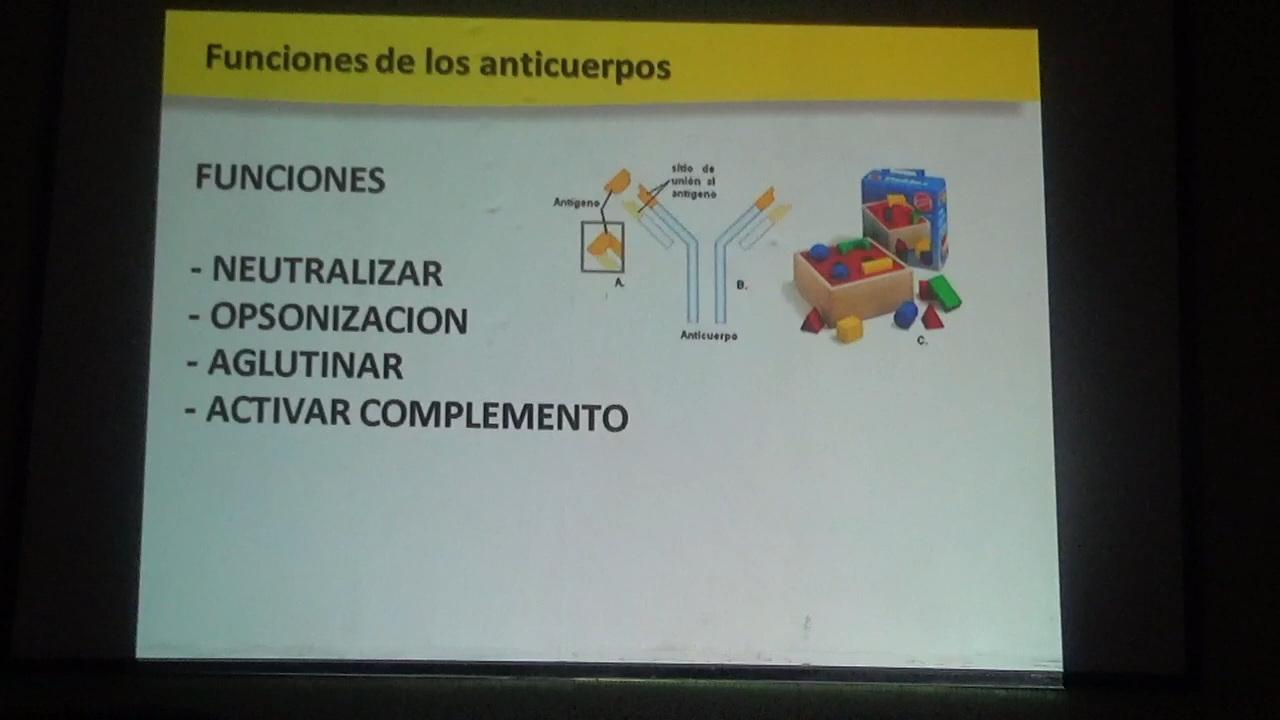 Funciones de los anticuerpos
FUNCIONES
- NEUTRALIZAR
- OPSONIZACION
- AGLUTINAR
- ACTIVAR COMPLEMENTO
Antígeno
sitio de
unión al
antígeno
A.
B.
Anticuerpo
C.